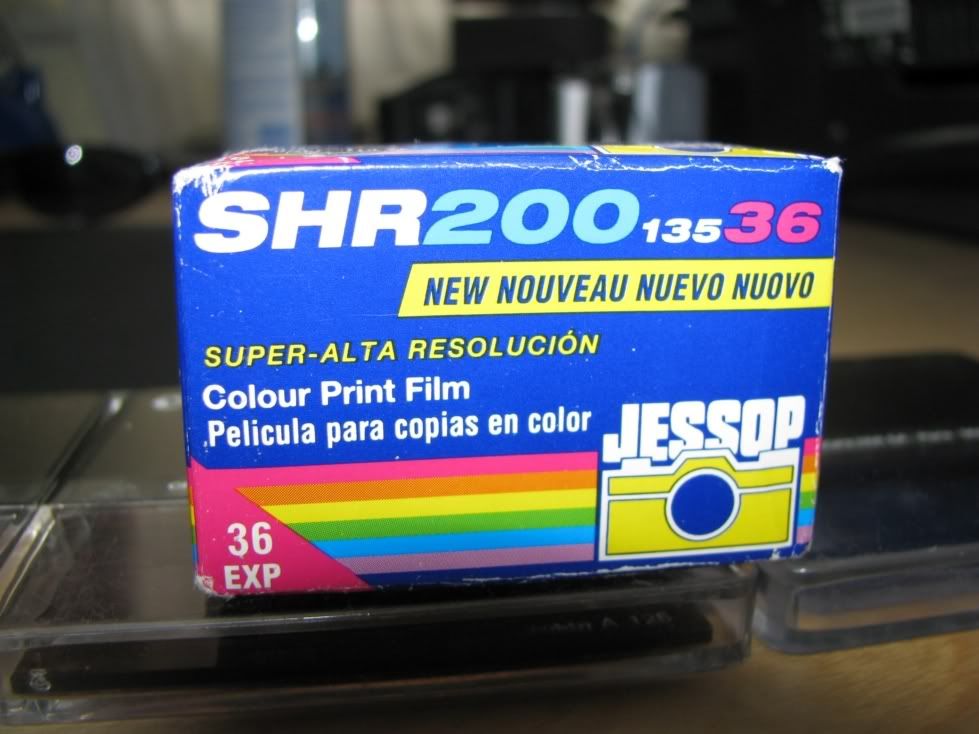 SHR200 135 36
NEW NOUVEAU NUEVO NUOVO
SUPER-ALTA RESOLUCIÓN
Colour Print Film
Pelicula para copias en color
JESSOP
36
EXP